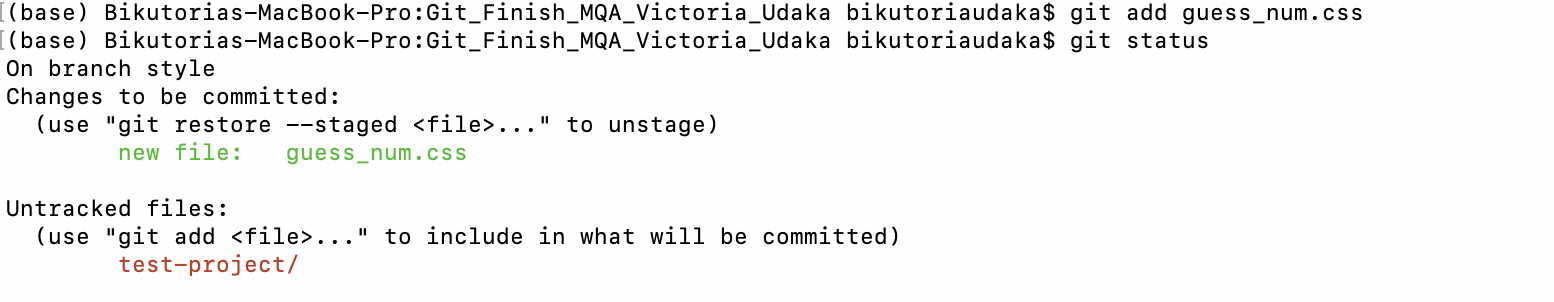 (base) Bikutorias-MacBook-Pro:Git_Finish_MQA_Victoria_Udaka bikutoriaudaka$ git add guess_num.css
(base) Bikutorias-MacBook-Pro:Git_Finish_MQA_Victoria_Udaka bikutoriaudaka$ git status
On branch style
Changes to be committed:
  (use "git restore --staged <file>..." to unstage)
        new file:   guess_num.css

Untracked files:
  (use "git add <file>..." to include in what will be committed)
        test-project/